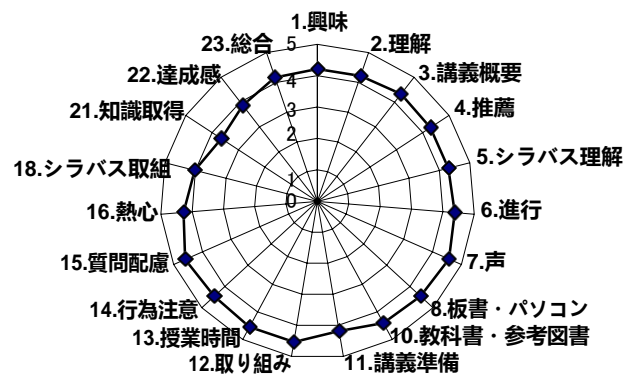 1.興味
2.理解
3.講義概要
4.推薦
5.シラバス理解
6.進行
7.声
8.板書・パソコン
10.教科書・参考図書
11.講義準備
12.取り組み
13.授業時間
14.行為注意
15.質問配慮
16.熱心
18.シラバス取組
21.知識取得
22.達成感
23.総合
5
4
3
2
1
0